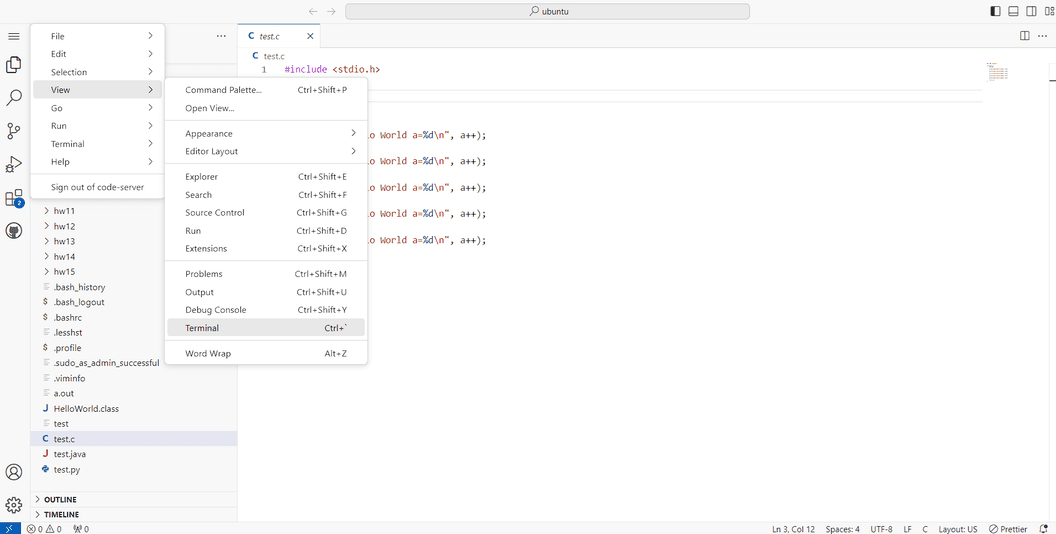 ubuntu
File
Edit
Selection
View
Go
Run
Terminal
Help
Sign out of code-server
Command Palette... Ctrl+Shift+P
Open View...
Appearance
Editor Layout
Explorer Ctrl+Shift+E
Search Ctrl+Shift+F
Source Control Ctrl+Shift+G
Run Ctrl+Shift+D
Extensions Ctrl+Shift+X
Problems Ctrl+Shift+M
Output Ctrl+Shift+U
Debug Console Ctrl+Shift+Y
Terminal Ctrl+`
Word Wrap Alt+Z
2
hw11
hw12
hw13
hw14
hw15
.bash_history
.bash_logout
.bashrc
.lesshst
.profile
.sudo_as_admin_successful
.viminfo
a.out
HelloWorld.class
test
test.c
test.java
test.py
OUTLINE
TIMELINE
C test.c
C test.c
1 #include <stdio.h>
lo World a=%d\n", a++);
lo World a=%d\n", a++);
lo World a=%d\n", a++);
lo World a=%d\n", a++);
lo World a=%d\n", a++);
0 0 0 Ln 3, Col 12 Spaces: 4 UTF-8 LF C Layout: US Prettier